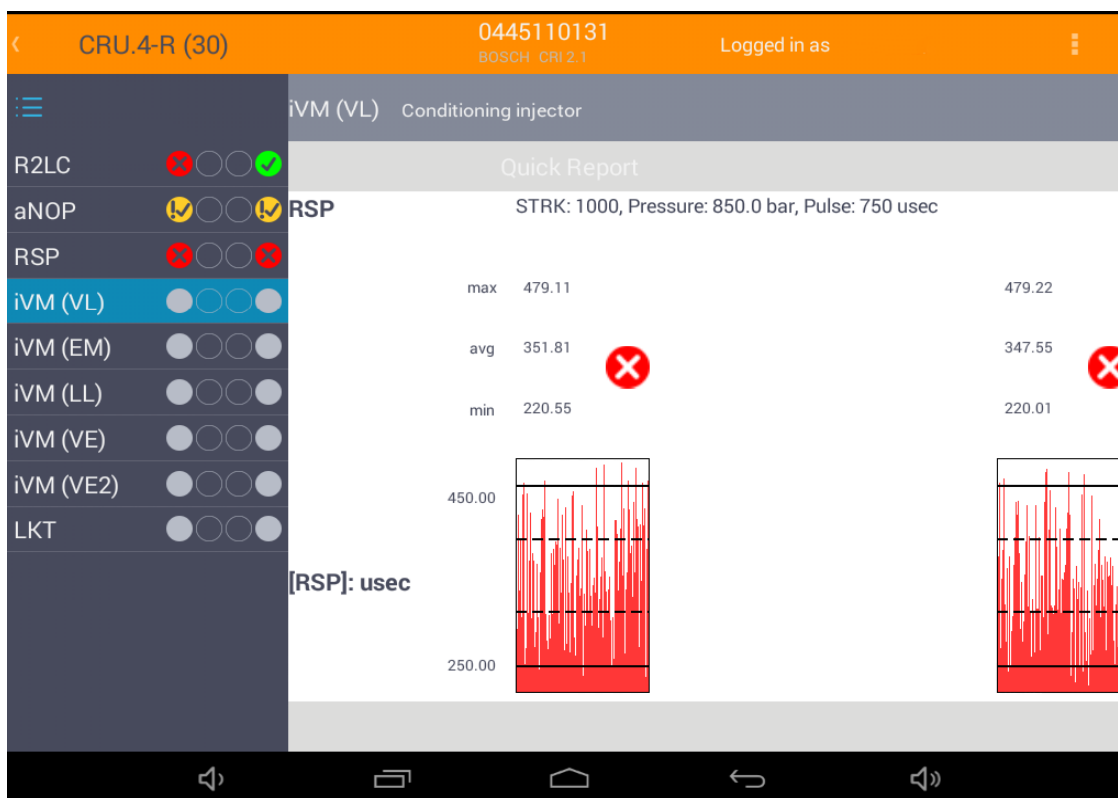 CRU.4-R (30)
0445110131
BOSCH CRI 2.1
Logged in as
iVM (VL) Conditioning injector
R2LC
aNOP
RSP
iVM (VL)
iVM (EM)
iVM (LL)
iVM (VE)
iVM (VE2)
LKT
Quick Report
RSP STRK: 1000, Pressure: 850.0 bar, Pulse: 750 usec
max 479.11 479.22
avg 351.81 347.55
min 220.55 220.01
450.00
[RSP]: usec
250.00